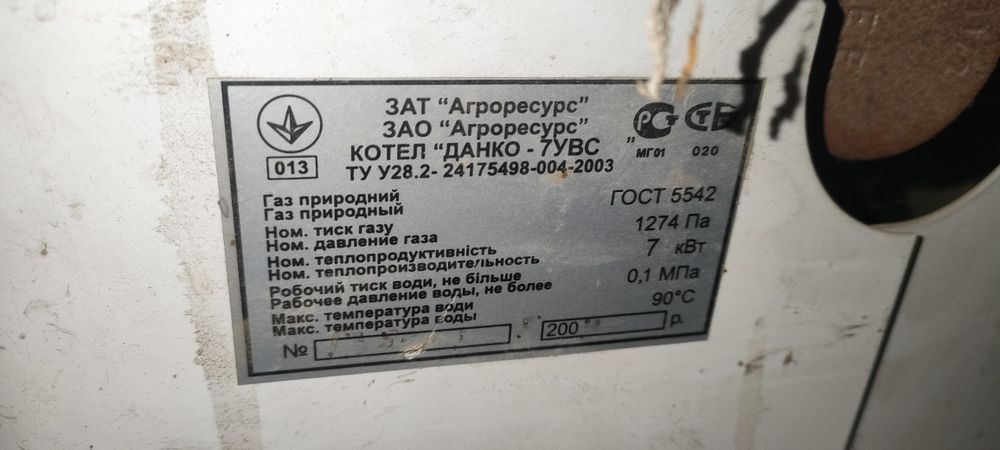 ЗАТ "Агроресурс"
ЗАО "Агроресурс"
КОТЕЛ "ДАНКО - 7УВС "
ТУ У28.2- 24175498-004-2003
013
РСТ
МГ01 020
Газ природний
Газ природный
ГОСТ 5542
Ном. тиск газу
Ном. давление газа
1274 Па
Ном. теплопродуктивність
Ном. теплопроизводительность
7 кВт
Робочий тиск води, не більше
Рабочее давление воды, не более
0,1 МПа
Макс. температура води
Макс. температура воды
90°С
№ 200 р.